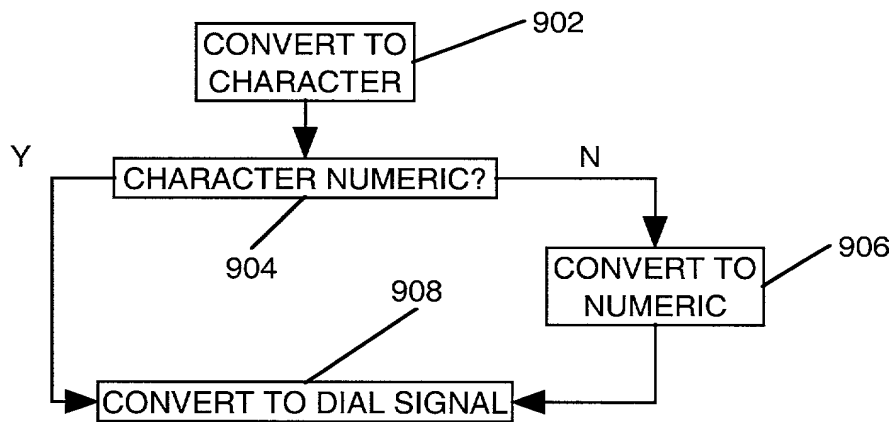 902
CONVERT TO
CHARACTER
Y
N
CHARACTER NUMERIC?
904
906
CONVERT TO
NUMERIC
908
CONVERT TO DIAL SIGNAL